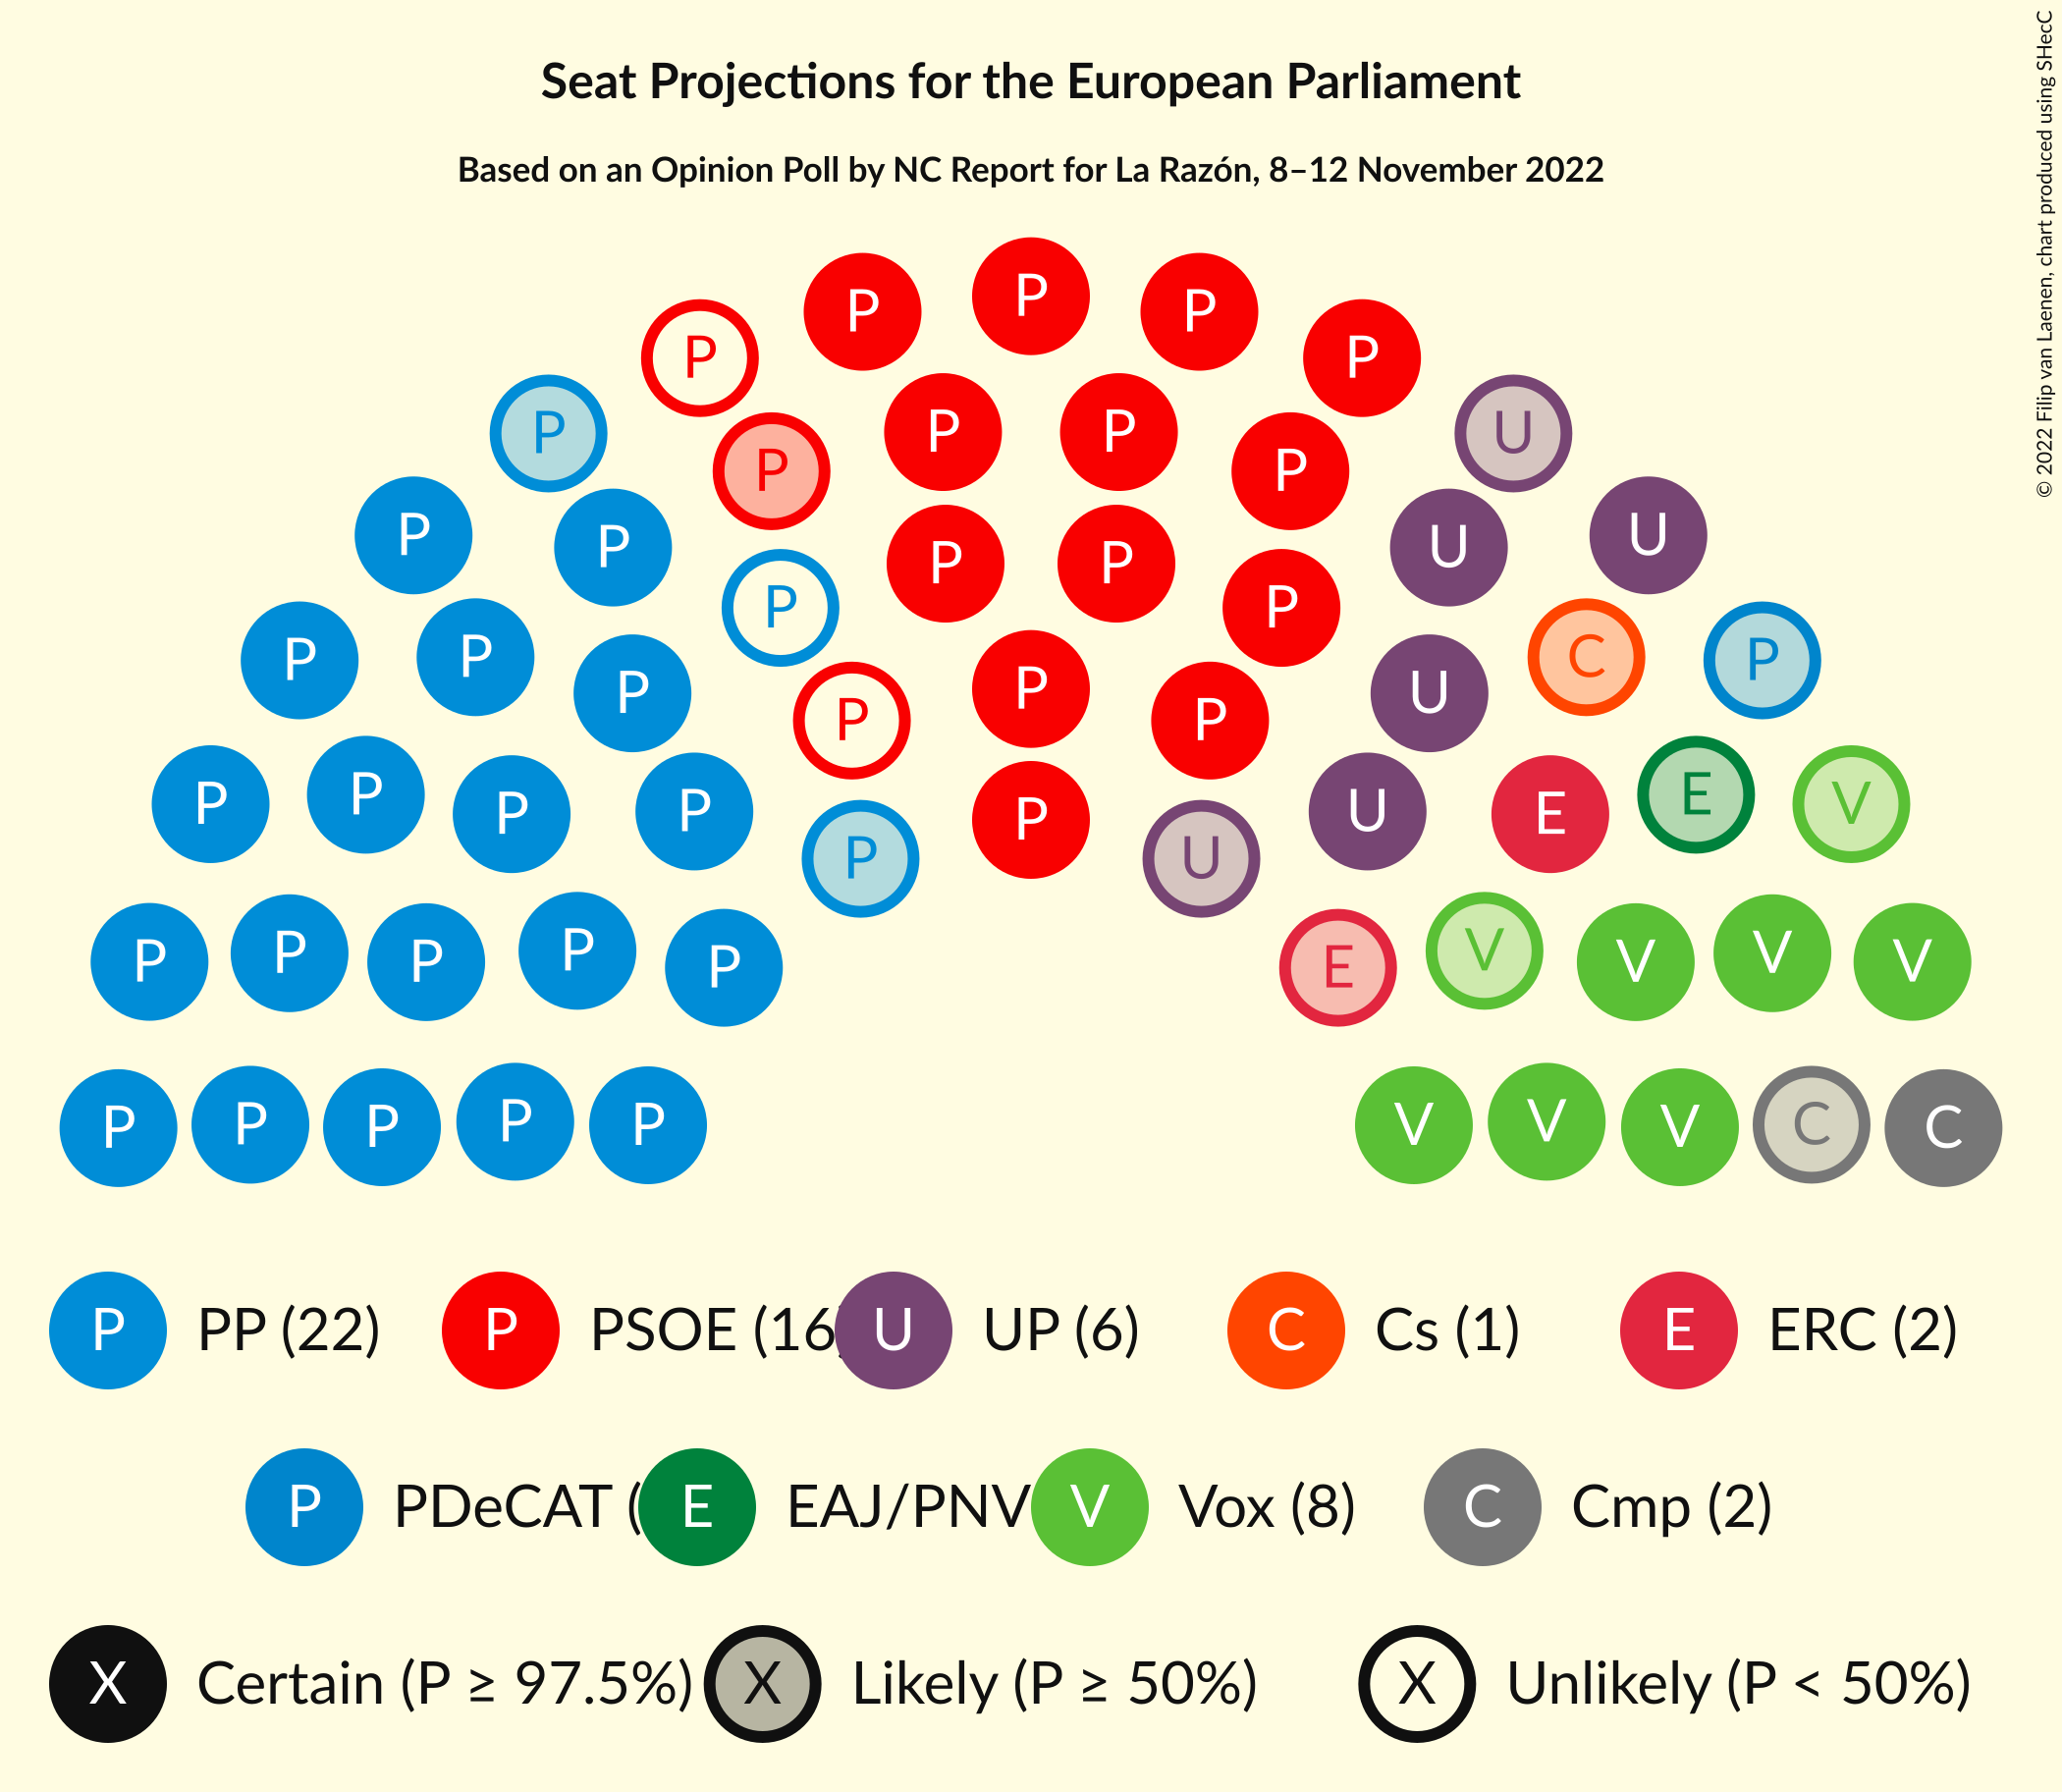 Seat Projections for the European Parliament
Based on an Opinion Poll by NC Report for La Razón, 8–12 November 2022
© 2022 Filip van Laenen, chart produced using SHecC
P
P P
P P
P P P U
P P
P U
P U
P P
P P
P P C P
P P U
P P
P P E V
P P P U E
P U
P P P P P E V V V V
P P P P P V V V C C
P PP (22) P PSOE (16 U UP (6) C Cs (1) E ERC (2)
P PDeCAT ( E EAJ/PNV V Vox (8) C Cmp (2)
X Certain (P ≥ 97.5%) X Likely (P ≥ 50%) X Unlikely (P < 50%)